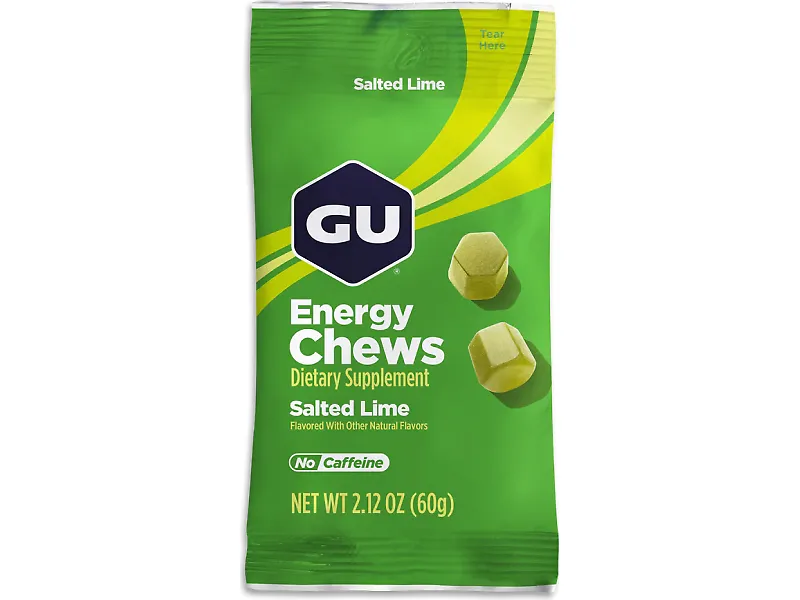 Tear
Here
Salted Lime
GU
®
Energy
Chews
Dietary Supplement
Salted Lime
Flavored With Other Natural Flavors
No Caffeine
NET WT 2.12 OZ (60g)